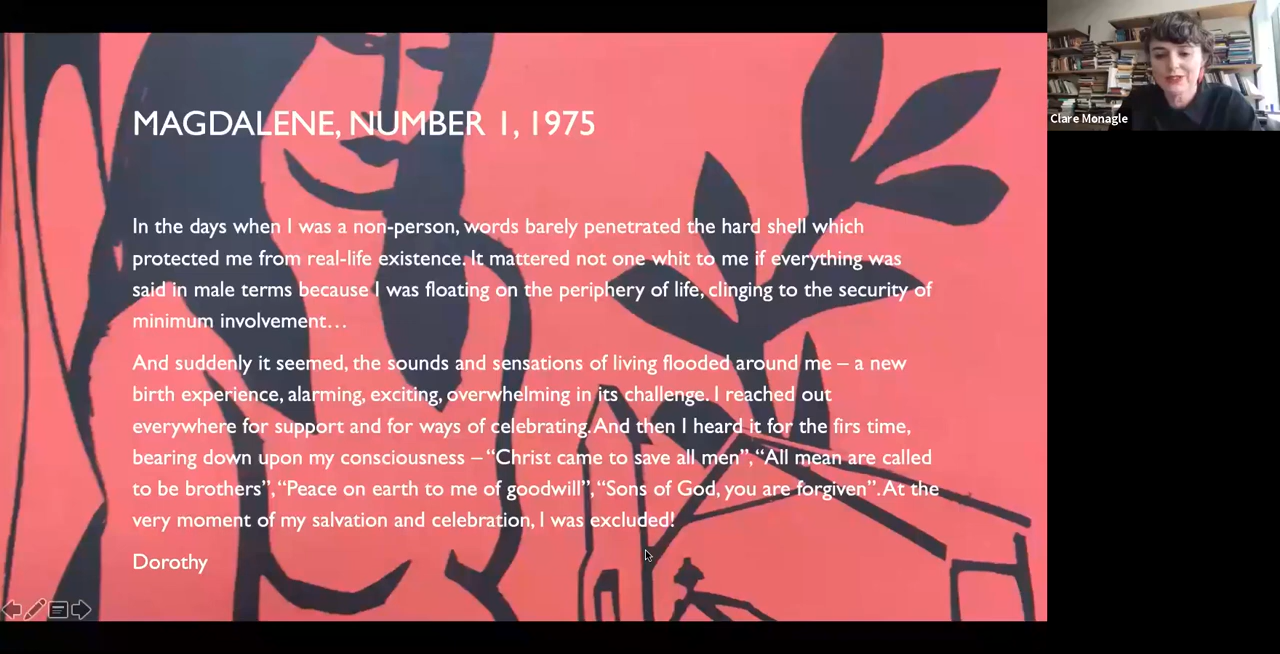 MAGDALENE, NUMBER 1, 1975
Clare Monagle
In the days when I was a non-person, words barely penetrated the hard shell which
protected me from real-life existence. It mattered not one whit to me if everything was
said in male terms because I was floating on the periphery of life, clinging to the security of
minimum involvement…
And suddenly it seemed, the sounds and sensations of living flooded around me – a new
birth experience, alarming, exciting, overwhelming in its challenge. I reached out
everywhere for support and for ways of celebrating. And then I heard it for the firs time,
bearing down upon my consciousness – “Christ came to save all men”, “All mean are called
to be brothers”, “Peace on earth to me of goodwill”, “Sons of God, you are forgiven”. At the
very moment of my salvation and celebration, I was excluded!
Dorothy